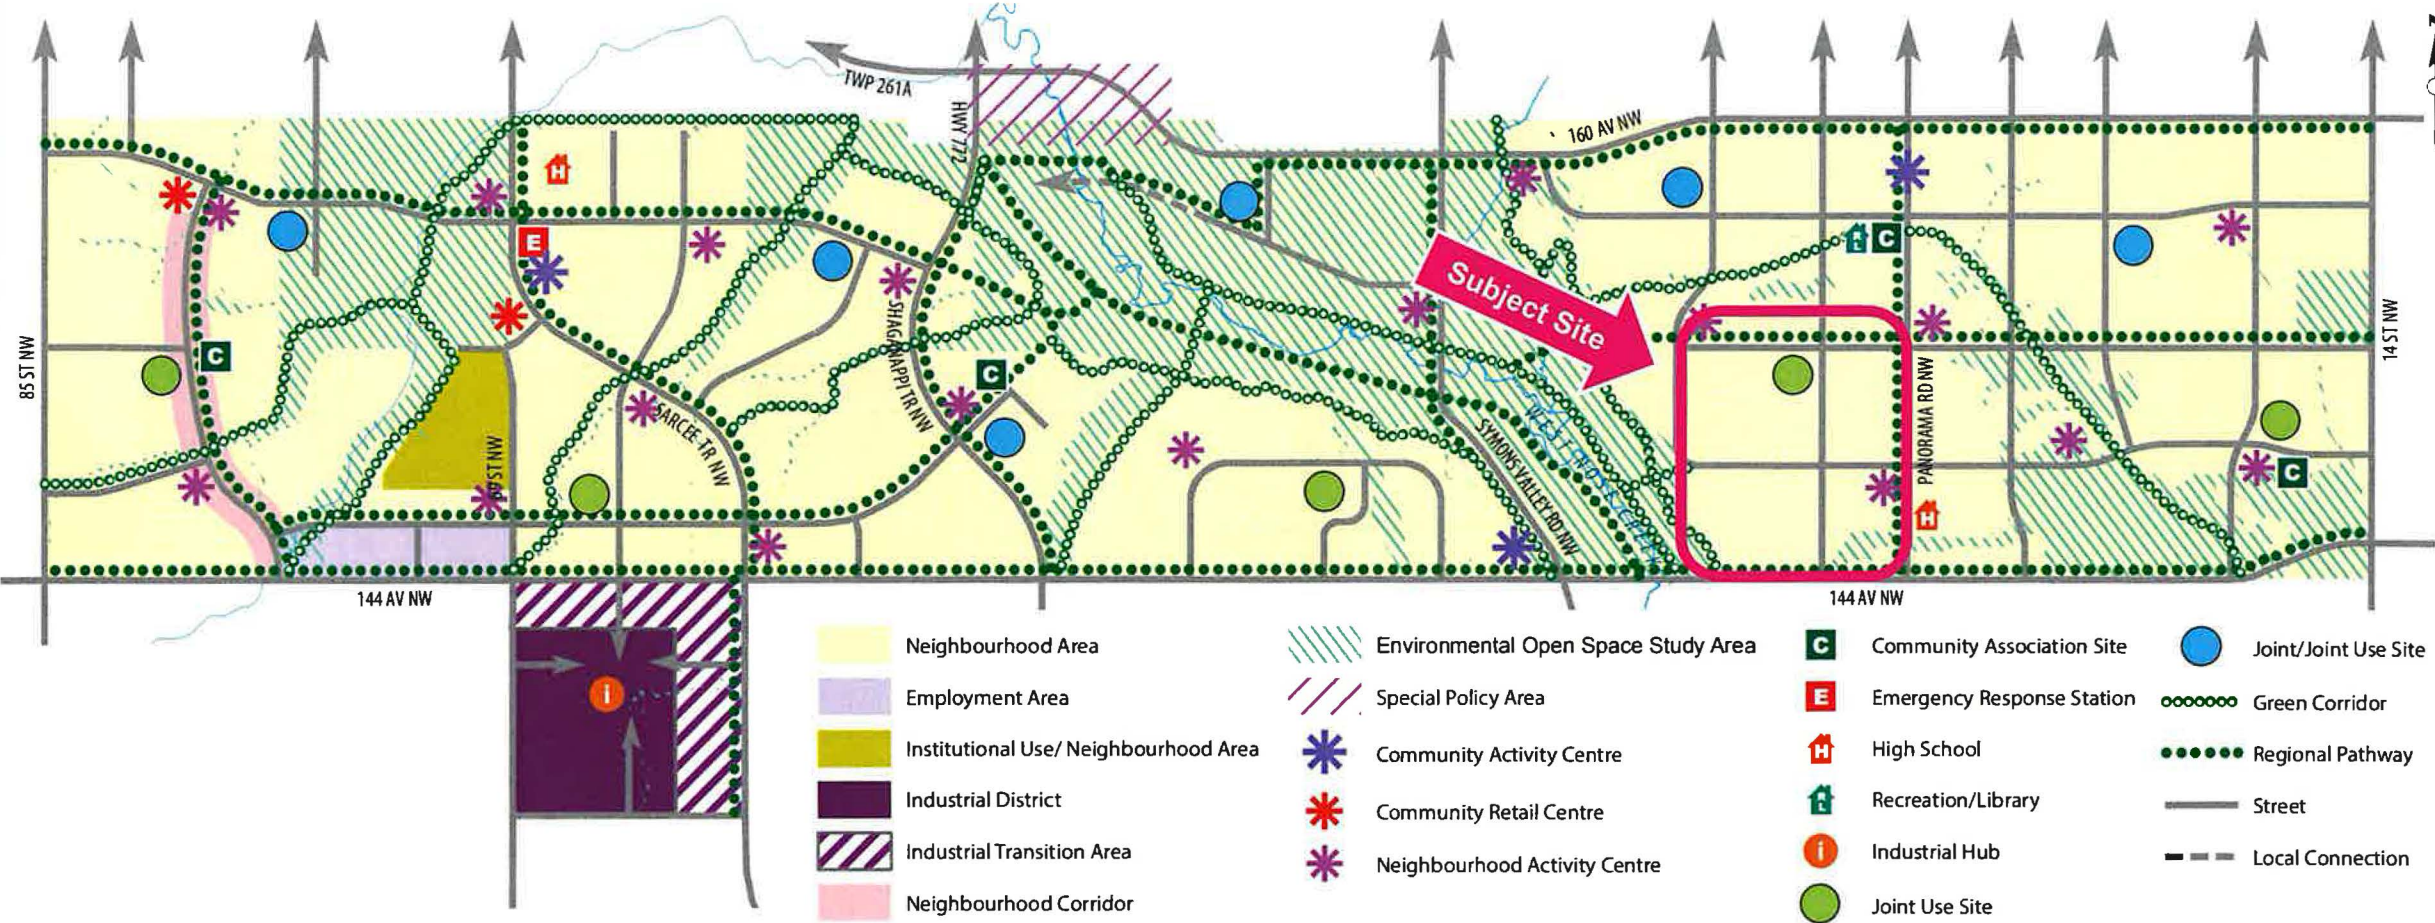 TWP 261A
HWY 772
160 AV NW
H
E
C
C
C
Subject Site
85 ST NW
14 ST NW
SHAGANAPPI TR NW
SARCEE TR NW
60 ST NW
PANORAMA RD NW
SYMONS VALLEY RD NW
WEST NOSE CREEK
H
C
144 AV NW
144 AV NW
i
Neighbourhood Area
Employment Area
Institutional Use/ Neighbourhood Area
Industrial District
Industrial Transition Area
Neighbourhood Corridor
Environmental Open Space Study Area
Special Policy Area
Community Activity Centre
Community Retail Centre
Neighbourhood Activity Centre
C Community Association Site
E Emergency Response Station
H High School
Recreation/Library
i Industrial Hub
Joint Use Site
Joint/Joint Use Site
Green Corridor
Regional Pathway
Street
Local Connection